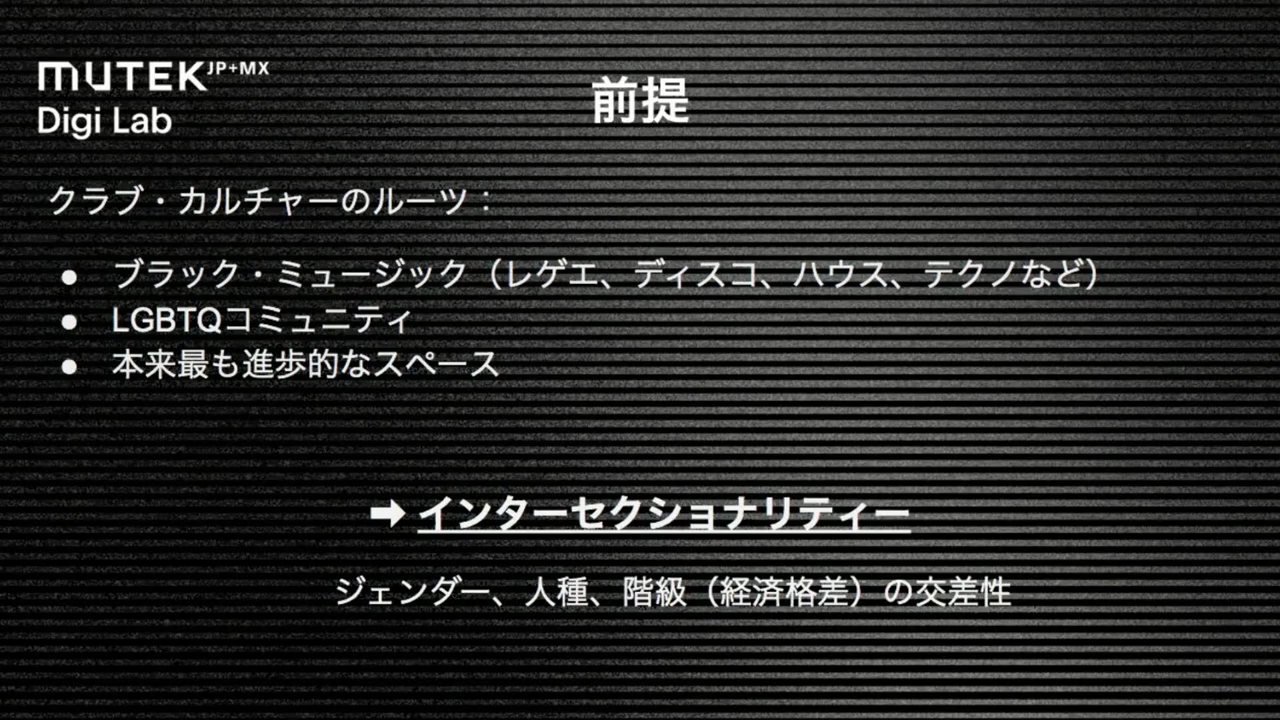 MUTEK JP+MX
Digi Lab
前提
クラブ・カルチャーのルーツ：
● ブラック・ミュージック（レゲエ、ディスコ、ハウス、テクノなど）
● LGBTQコミュニティ
● 本来最も進歩的なスペース
➡ インターセクショナリティー
ジェンダー、人種、階級（経済格差）の交差性